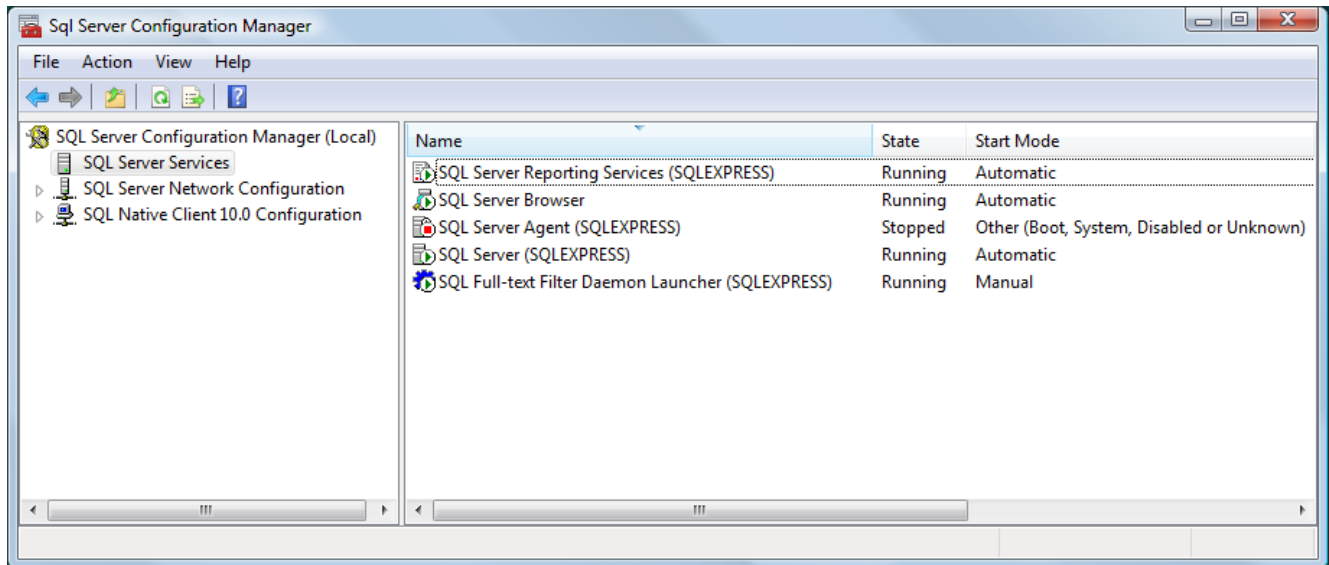 Sql Server Configuration Manager
File Action View Help
SQL Server Configuration Manager (Local)
SQL Server Services
SQL Server Network Configuration
SQL Native Client 10.0 Configuration
Name State Start Mode
SQL Server Reporting Services (SQLEXPRESS) Running Automatic
SQL Server Browser Running Automatic
SQL Server Agent (SQLEXPRESS) Stopped Other (Boot, System, Disabled or Unknown)
SQL Server (SQLEXPRESS) Running Automatic
SQL Full-text Filter Daemon Launcher (SQLEXPRESS) Running Manual